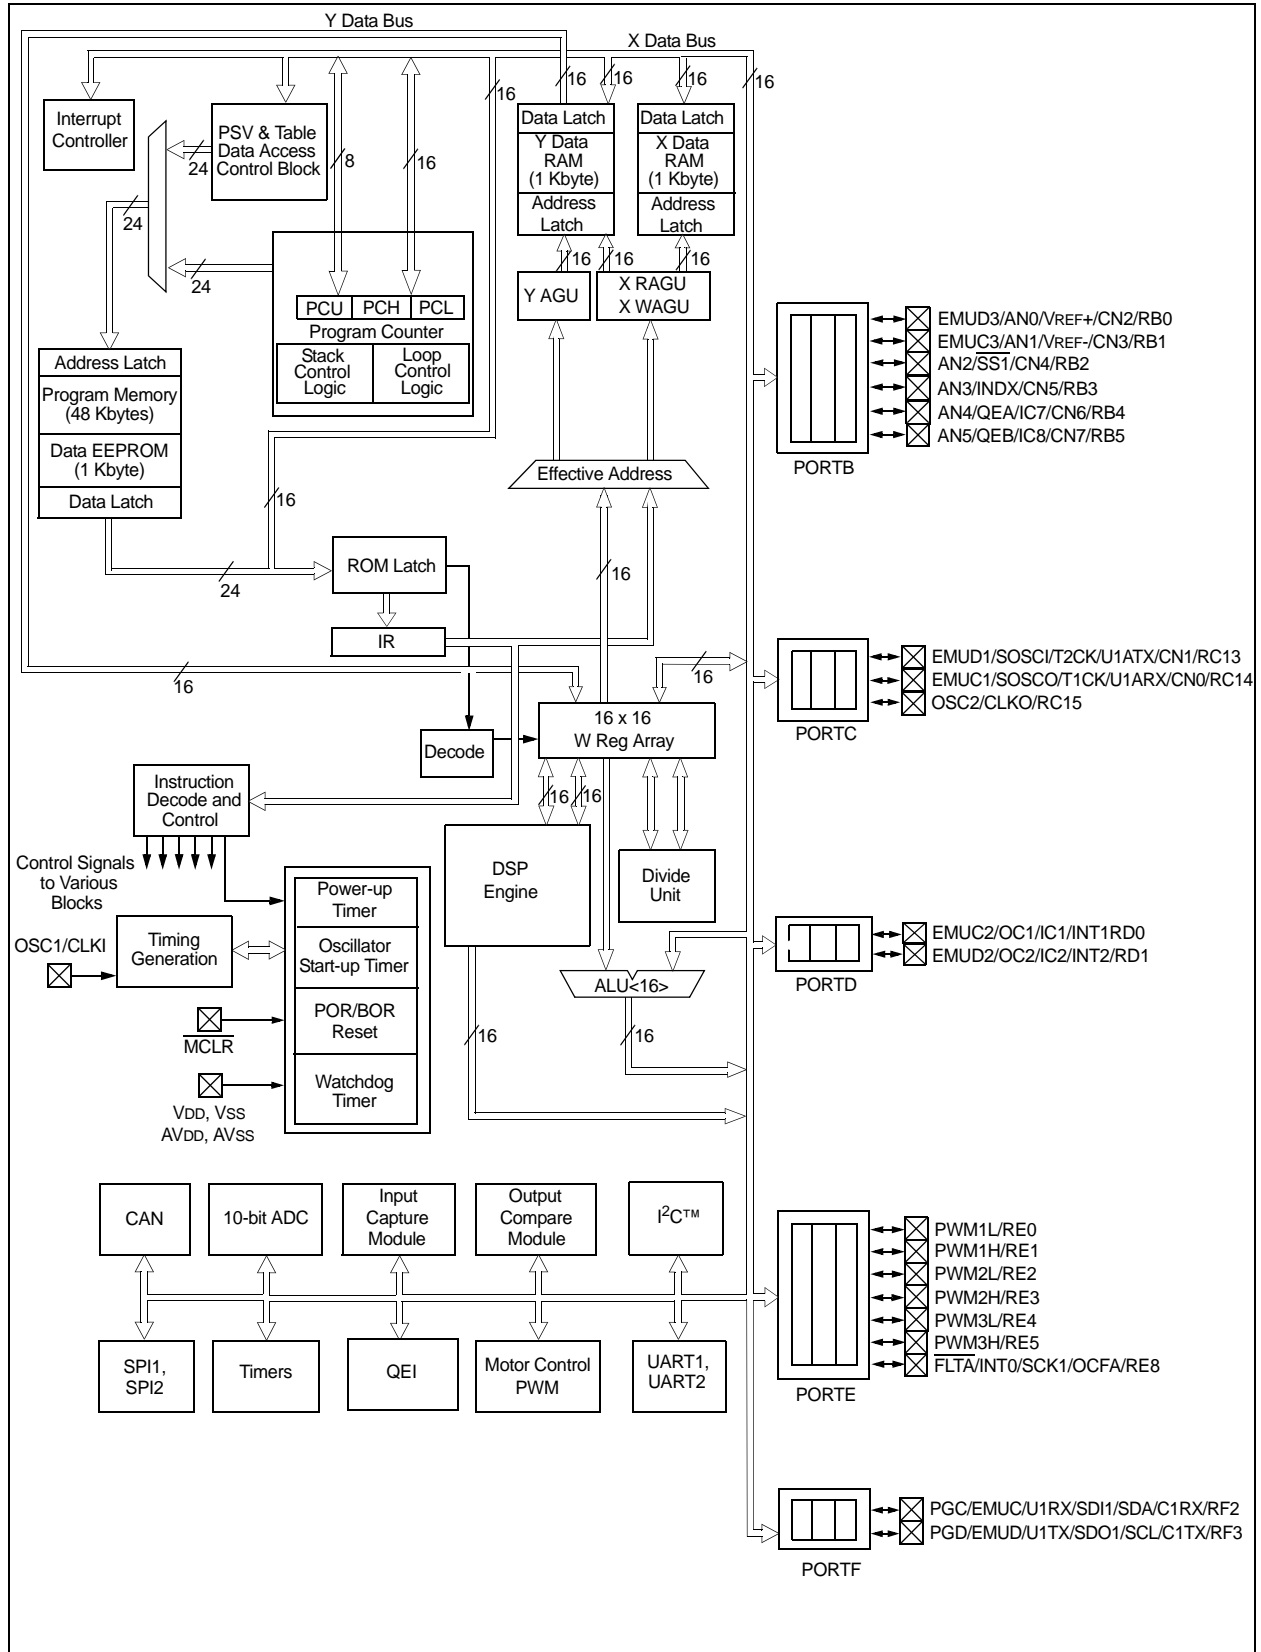 Y Data Bus
X Data Bus
16
16
16
16
16
Interrupt
Controller
PSV & Table
Data Access
Control Block
24
8
16
Data Latch
Y Data
RAM
(1 Kbyte)
Address
Latch
Data Latch
X Data
RAM
(1 Kbyte)
Address
Latch
24
24
16
16
16
Y AGU
X RAGU
X WAGU
PCU
PCH
PCL
Program Counter
Stack
Control
Logic
Loop
Control
Logic
Address Latch
Program Memory
(48 Kbytes)
Data EEPROM
(1 Kbyte)
Data Latch
Effective Address
16
24
ROM Latch
16
IR
16
16
16 x 16
W Reg Array
Decode
Instruction
Decode and
Control
16
16
Control Signals
to Various
Blocks
DSP
Engine
Divide
Unit
Power-up
Timer
Oscillator
Start-up Timer
POR/BOR
Reset
Watchdog
Timer
OSC1/CLKI
Timing
Generation
MCLR
VDD, VSS
AVDD, AVSS
ALU<16>
16
16
CAN
10-bit ADC
Input
Capture
Module
Output
Compare
Module
I²C™
SPI1,
SPI2
Timers
QEI
Motor Control
PWM
UART1,
UART2
EMUD3/AN0/VREF+/CN2/RB0
EMUC3/AN1/VREF-/CN3/RB1
AN2/SS1/CN4/RB2
AN3/INDX/CN5/RB3
AN4/QEA/IC7/CN6/RB4
AN5/QEB/IC8/CN7/RB5
PORTB
EMUD1/SOSCI/T2CK/U1ATX/CN1/RC13
EMUC1/SOSCO/T1CK/U1ARX/CN0/RC14
OSC2/CLKO/RC15
PORTC
EMUC2/OC1/IC1/INT1RD0
EMUD2/OC2/IC2/INT2/RD1
PORTD
PWM1L/RE0
PWM1H/RE1
PWM2L/RE2
PWM2H/RE3
PWM3L/RE4
PWM3H/RE5
FLTA/INT0/SCK1/OCFA/RE8
PORTE
PGC/EMUC/U1RX/SDI1/SDA/C1RX/RF2
PGD/EMUD/U1TX/SDO1/SCL/C1TX/RF3
PORTF